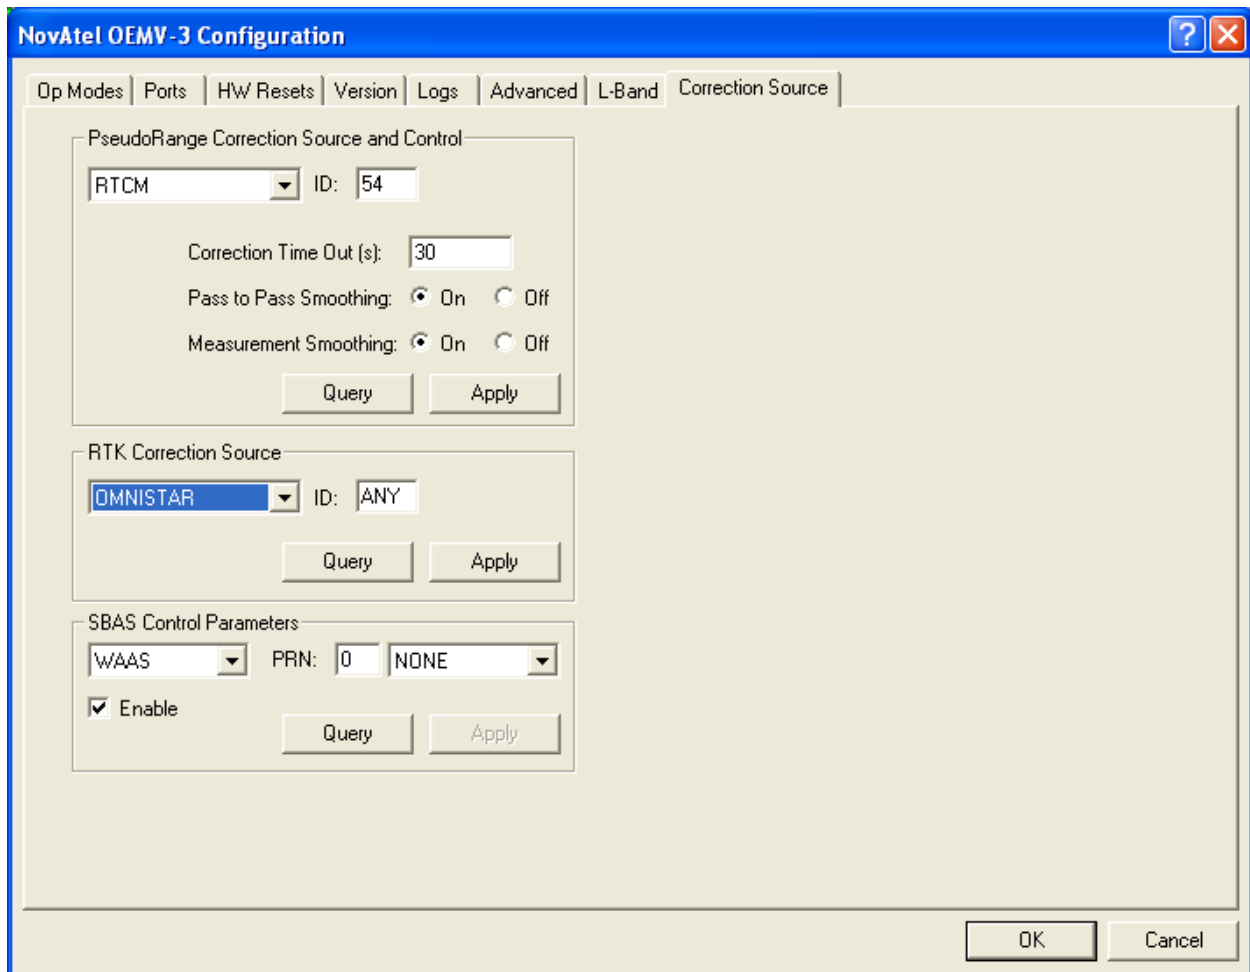 NovAtel OEMV-3 Configuration
Op Modes Ports HW Resets Version Logs Advanced L-Band Correction Source
PseudoRange Correction Source and Control
RTCM ID: 54
Correction Time Out (s): 30
Pass to Pass Smoothing: On Off
Measurement Smoothing: On Off
Query Apply
RTK Correction Source
OMNISTAR ID: ANY
Query Apply
SBAS Control Parameters
WAAS PRN: 0 NONE
Enable
Query Apply
OK Cancel